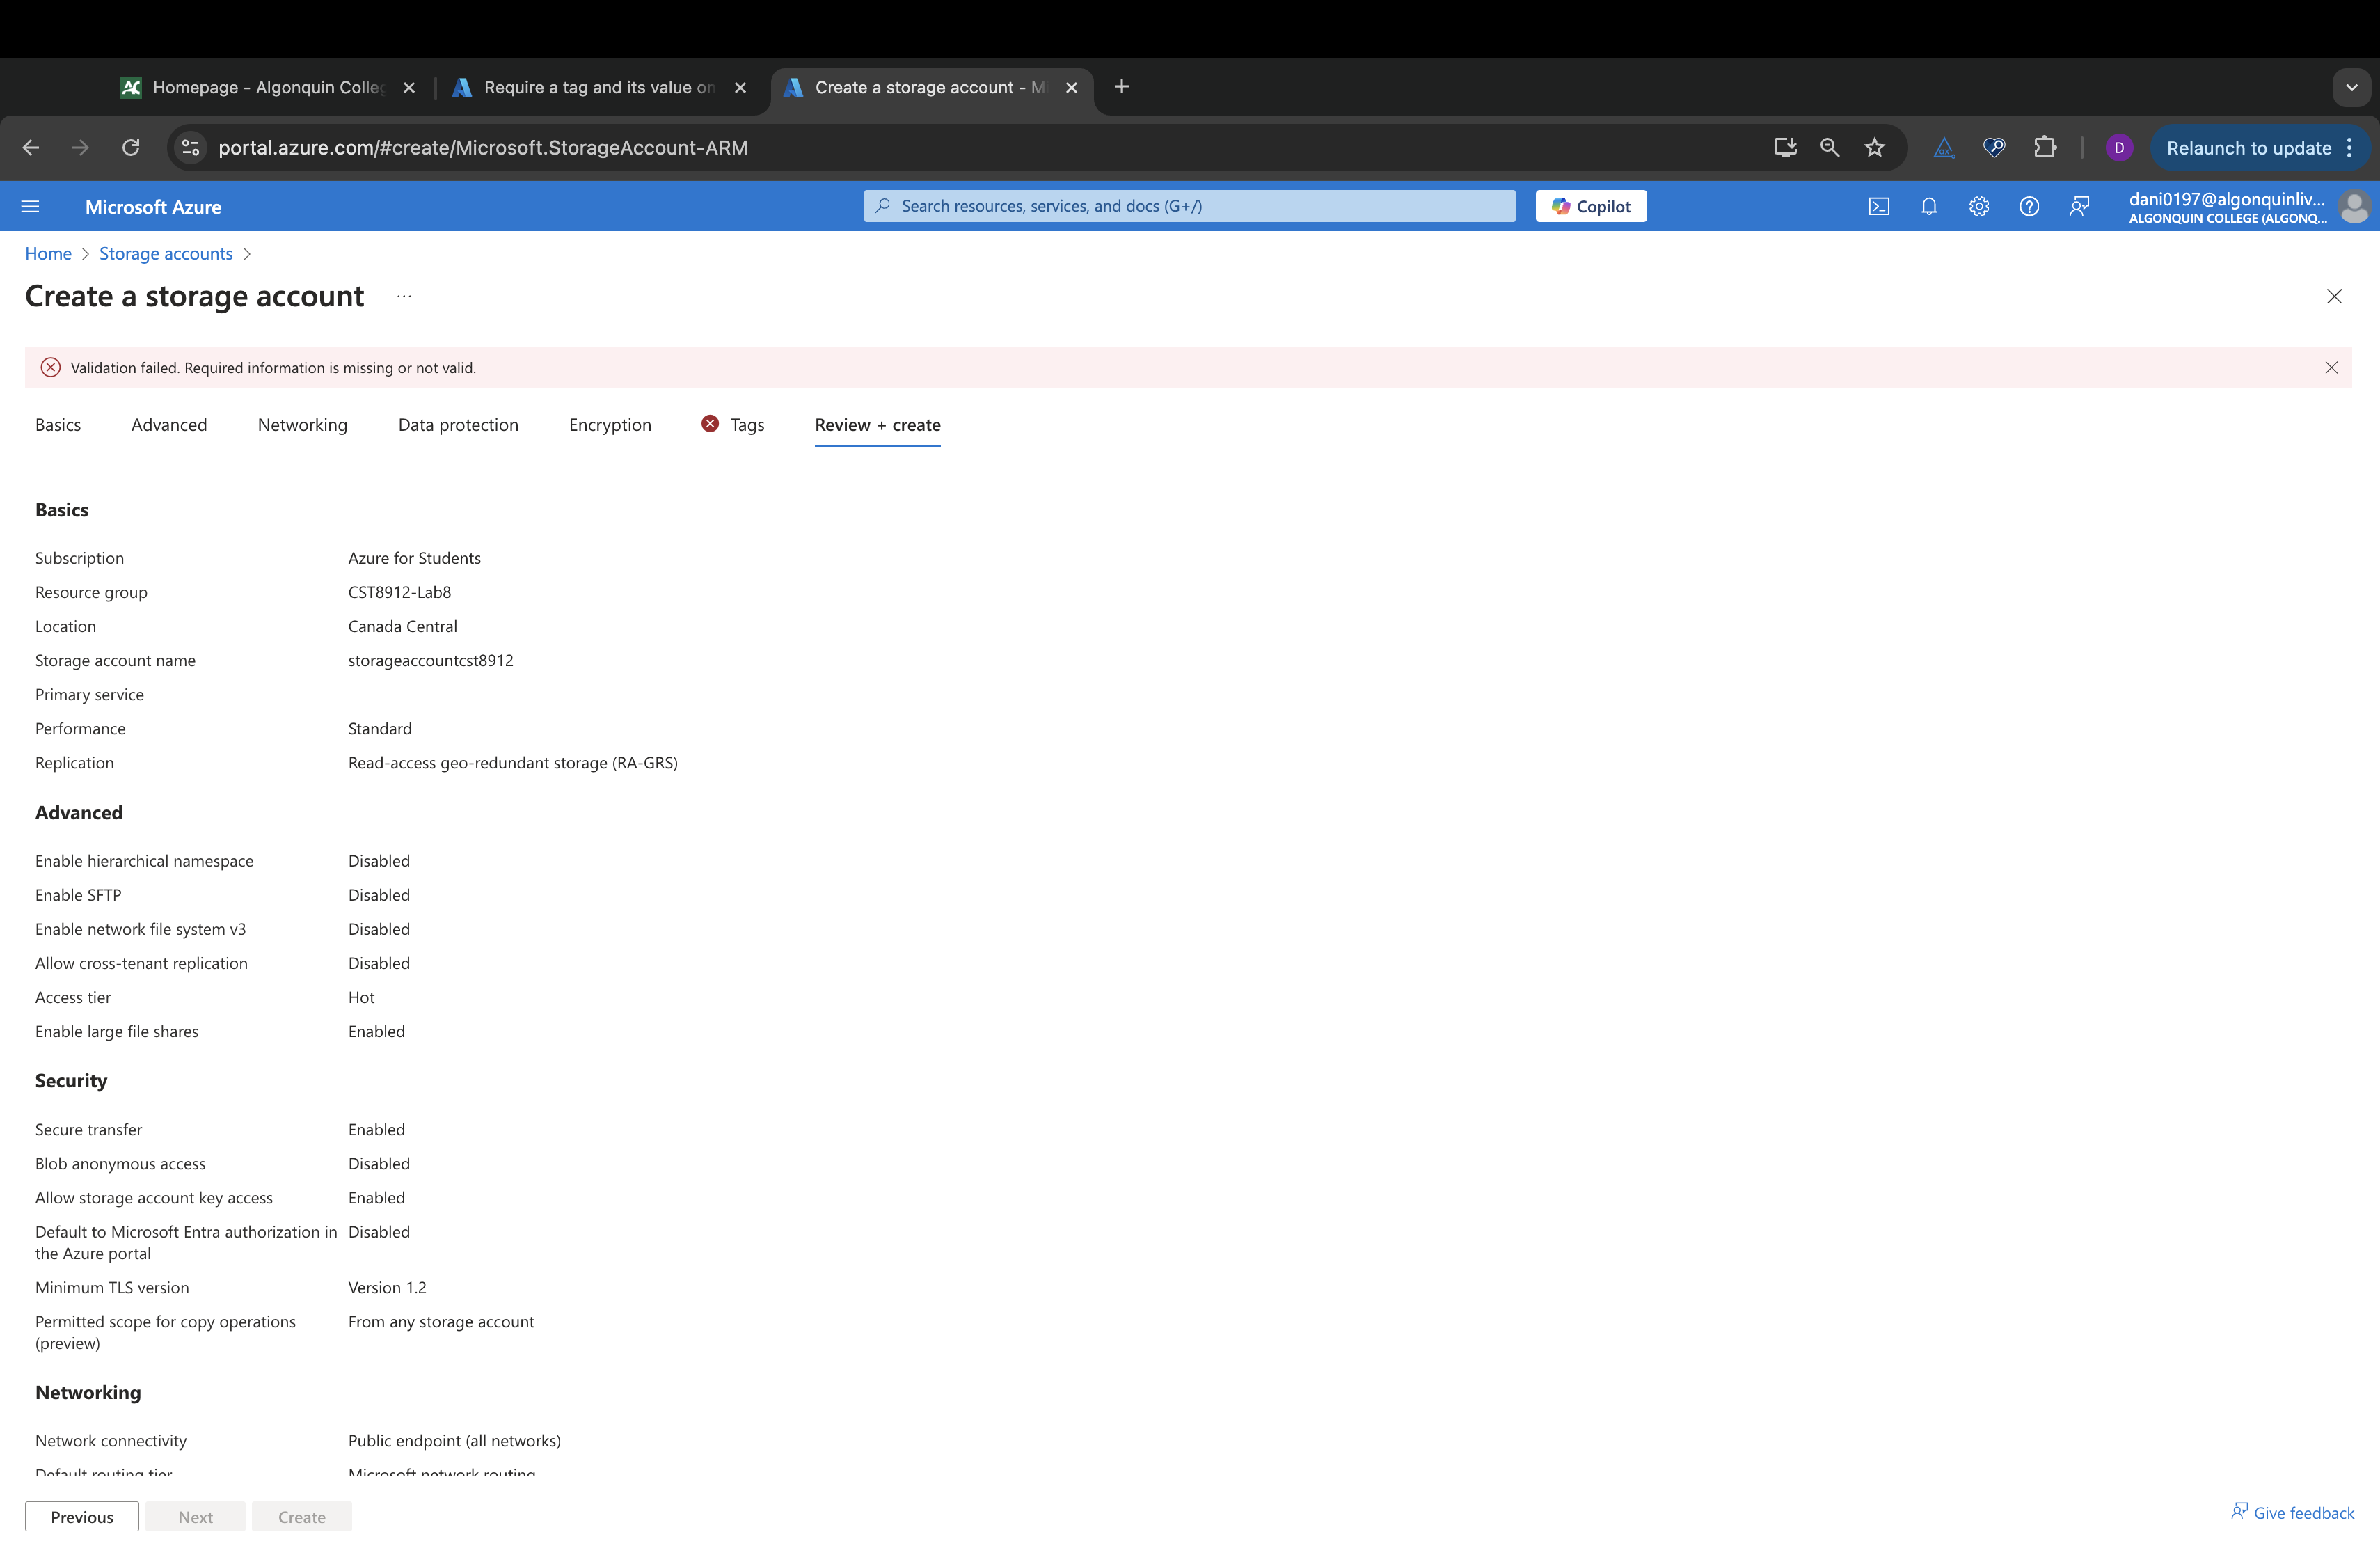 Homepage - Algonquin Colleg
Require a tag and its value on
Create a storage account - Mi
portal.azure.com/#create/Microsoft.StorageAccount-ARM
D
Relaunch to update
Microsoft Azure
Search resources, services, and docs (G+/)
Copilot
dani0197@algonquinliv...
ALGONQUIN COLLEGE (ALGONQ...
Home > Storage accounts >
Create a storage account ...
Validation failed. Required information is missing or not valid.
Basics Advanced Networking Data protection Encryption Tags Review + create
Basics
Subscription Azure for Students
Resource group CST8912-Lab8
Location Canada Central
Storage account name storageaccountcst8912
Primary service
Performance Standard
Replication Read-access geo-redundant storage (RA-GRS)
Advanced
Enable hierarchical namespace Disabled
Enable SFTP Disabled
Enable network file system v3 Disabled
Allow cross-tenant replication Disabled
Access tier Hot
Enable large file shares Enabled
Security
Secure transfer Enabled
Blob anonymous access Disabled
Allow storage account key access Enabled
Default to Microsoft Entra authorization in Disabled
the Azure portal
Minimum TLS version Version 1.2
Permitted scope for copy operations From any storage account
(preview)
Networking
Network connectivity Public endpoint (all networks)
Default routing tier Microsoft network routing
Previous Next Create
Give feedback